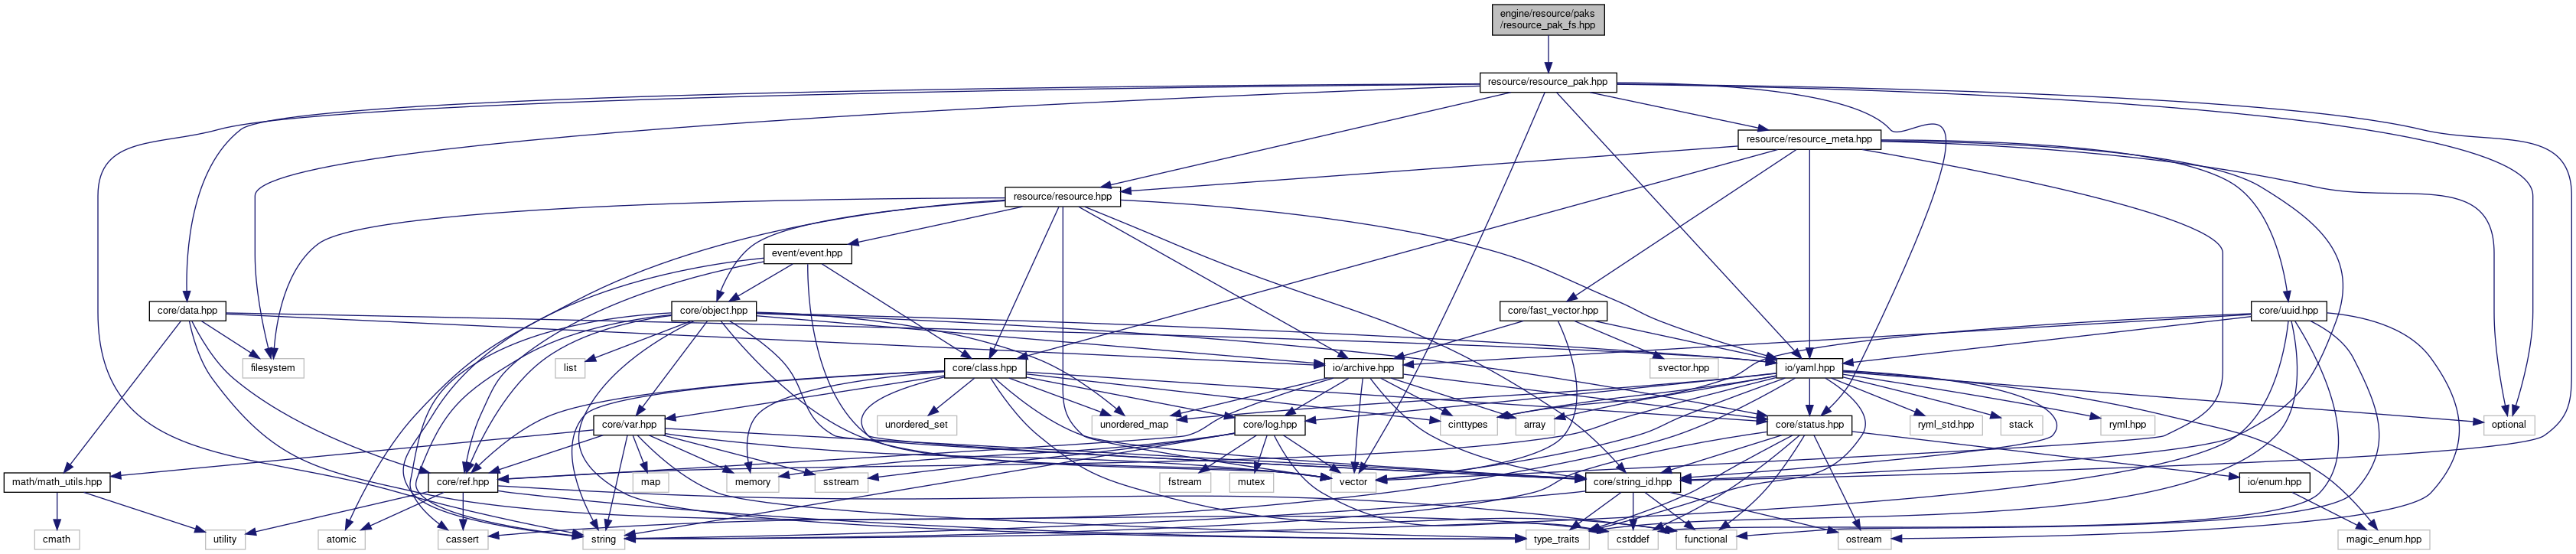 engine/resource/paks
/resource_pak_fs.hpp
resource/resource_pak.hpp
resource/resource_meta.hpp
resource/resource.hpp
event/event.hpp
core/data.hpp
core/object.hpp
core/fast_vector.hpp
core/uuid.hpp
filesystem
list
core/class.hpp
io/archive.hpp
svector.hpp
io/yaml.hpp
core/var.hpp
unordered_set
unordered_map
core/log.hpp
cinttypes
array
core/status.hpp
ryml_std.hpp
stack
ryml.hpp
optional
math/math_utils.hpp
core/ref.hpp
map
memory
sstream
fstream
mutex
vector
core/string_id.hpp
io/enum.hpp
cmath
utility
atomic
cassert
string
type_traits
cstddef
functional
ostream
magic_enum.hpp